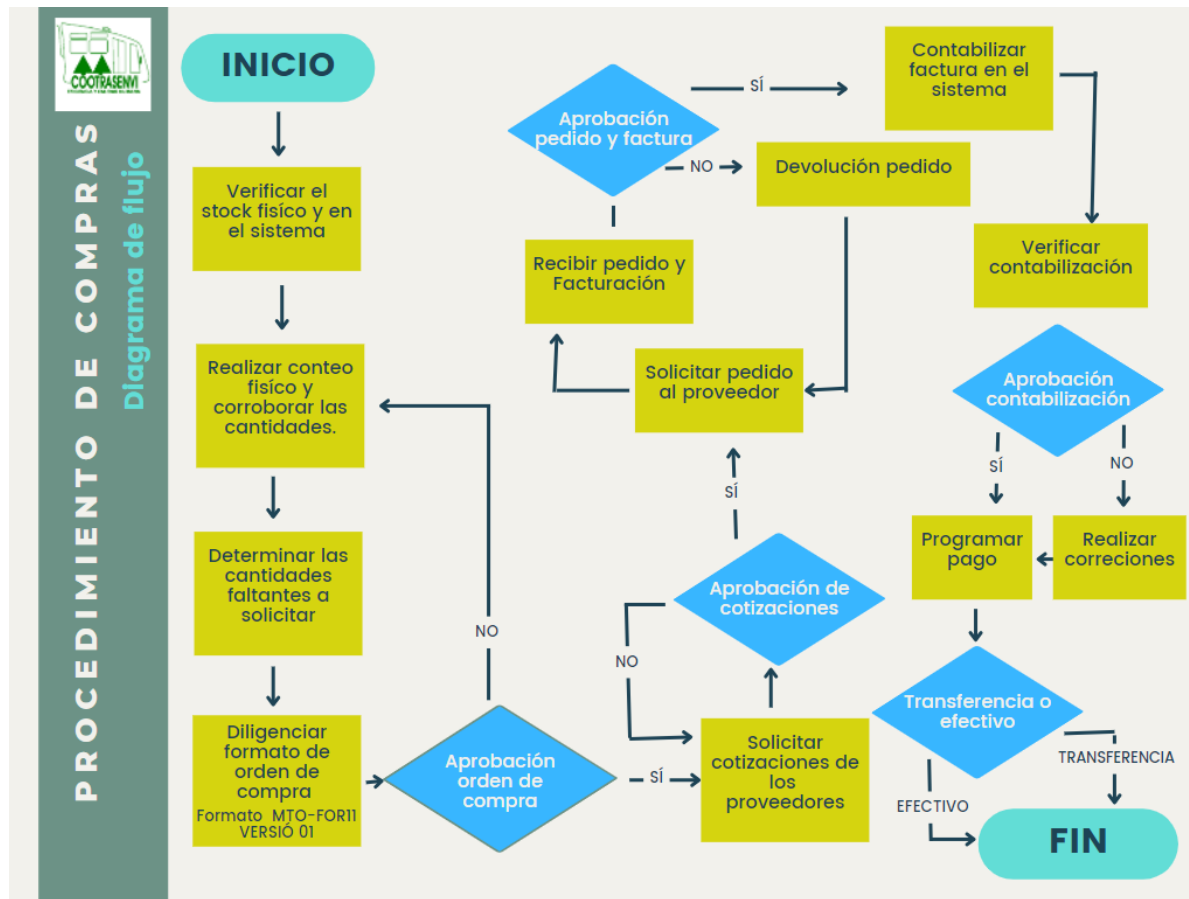 COOTRASENVI
PROCEDIMIENTO DE COMPRAS
Diagrama de flujo
INICIO
Verificar el
stock fisíco y en
el sistema
Realizar conteo
fisíco y
corroborar las
cantidades.
Determinar las
cantidades
faltantes a
solicitar
Diligenciar
formato de
orden de
compra
Formato MTO-FOR11
VERSIÓ 01
Aprobación
orden de
compra
NO
SÍ
Solicitar
cotizaciones de
los
proveedores
Aprobación de
cotizaciones
NO
SÍ
Solicitar pedido
al proveedor
Recibir pedido y
Facturación
Aprobación
pedido y factura
SÍ
NO
Devolución pedido
Contabilizar
factura en el
sistema
Verificar
contabilización
Aprobación
contabilización
SÍ
NO
Programar
pago
Realizar
correciones
Transferencia o
efectivo
EFECTIVO
TRANSFERENCIA
FIN